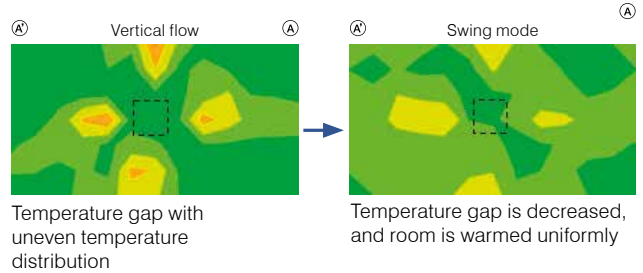 Ⓐ' Vertical flow Ⓐ
Temperature gap with
uneven temperature
distribution
Ⓐ
Ⓐ' Swing mode
Temperature gap is decreased,
and room is warmed uniformly